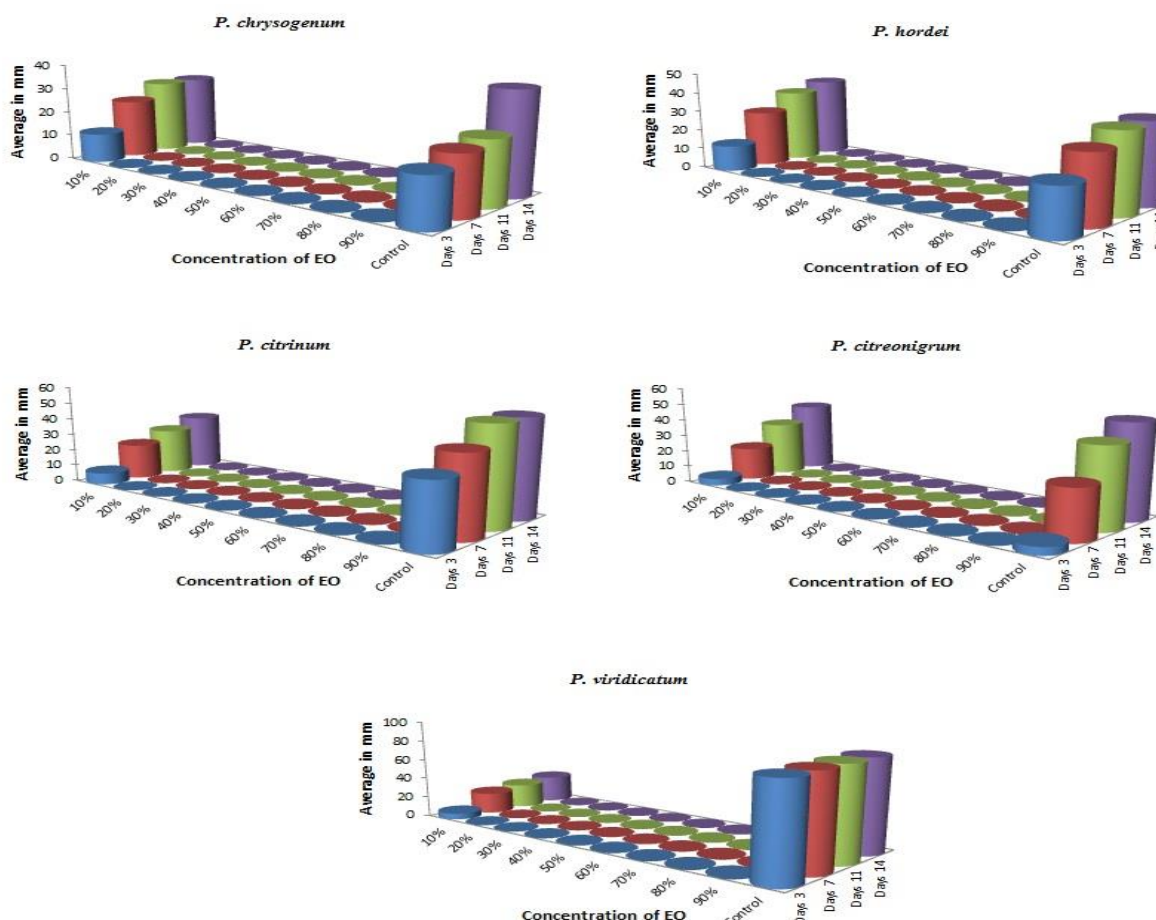 P. chrysogenum
Average in mm
40
30
20
10
0
10%
20%
30%
40%
50%
60%
70%
80%
90%
Control
Days 3
Days 7
Days 11
Days 14
Concentration of EO
P. hordei
Average in mm
50
40
30
20
10
0
10%
20%
30%
40%
50%
60%
70%
80%
90%
Control
Days 3
Days 7
Days 11
Concentration of EO
P. citrinum
Average in mm
60
50
40
30
20
10
0
10%
20%
30%
40%
50%
60%
70%
80%
90%
Control
Days 3
Days 7
Days 11
Days 14
Concentration of EO
P. citreonigrum
Average in mm
60
50
40
30
20
10
0
10%
20%
30%
40%
50%
60%
70%
80%
90%
Control
Days 3
Days 7
Days 11
Days 14
Concentration of EO
P. viridicatum
Average in mm
100
80
60
40
20
0
10%
20%
30%
40%
50%
60%
70%
80%
90%
Control
Days 3
Days 7
Days 11
Days 14
Concentration of EO